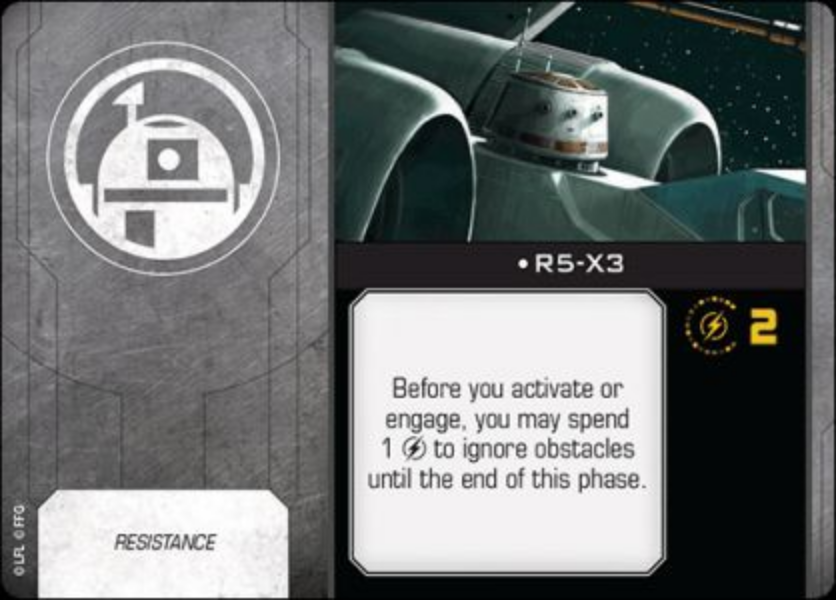 • R5-X3
2
Before you activate or
engage, you may spend
1 to ignore obstacles
until the end of this phase.
RESISTANCE
© LFL © FFG